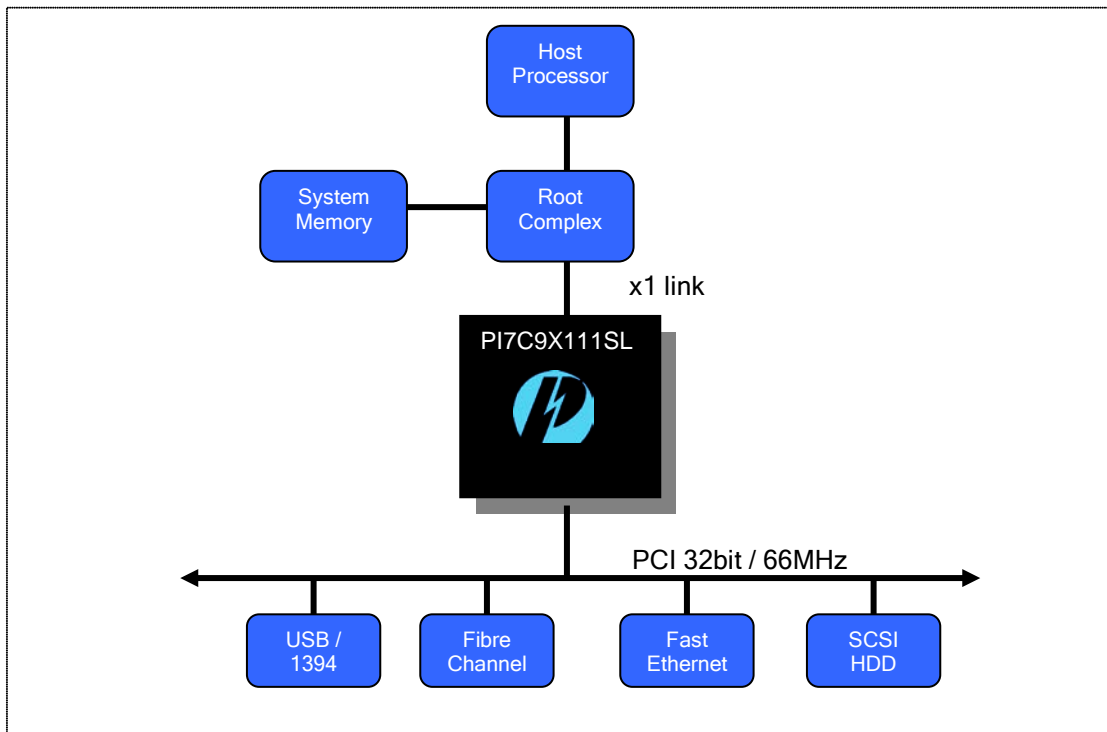 Host
Processor
System
Memory
Root
Complex
x1 link
PI7C9X111SL
PCI 32bit / 66MHz
USB /
1394
Fibre
Channel
Fast
Ethernet
SCSI
HDD